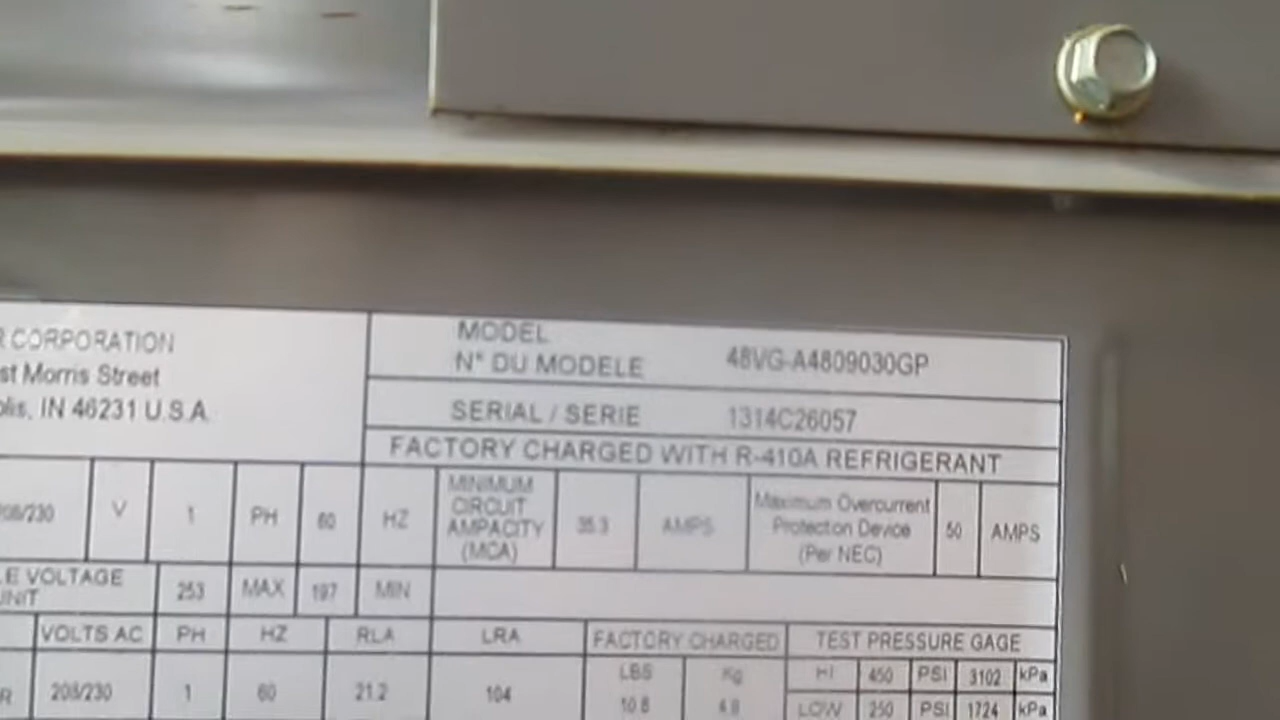 R CORPORATION
st Morris Street
olis, IN 46231 U.S.A
MODEL
N° DU MODELE 48VG-A4809030GP
SERIAL / SERIE 1314C26057
FACTORY CHARGED WITH R-410A REFRIGERANT
208/230 V 1 PH 60 HZ MINIMUM CIRCUIT AMPACITY (MCA) 35.3 AMPS Maximum Overcurrent Protection Device (Per NEC) 50 AMPS
LE VOLTAGE
UNIT 253 MAX 197 MIN
VOLTS AC PH HZ RLA LRA FACTORY CHARGED TEST PRESSURE GAGE
R 208/230 1 60 21.2 104
LBS Kg HI 450 PSI 3102 kPa
10.8 4.9 LOW 250 PSI 1724 kPa